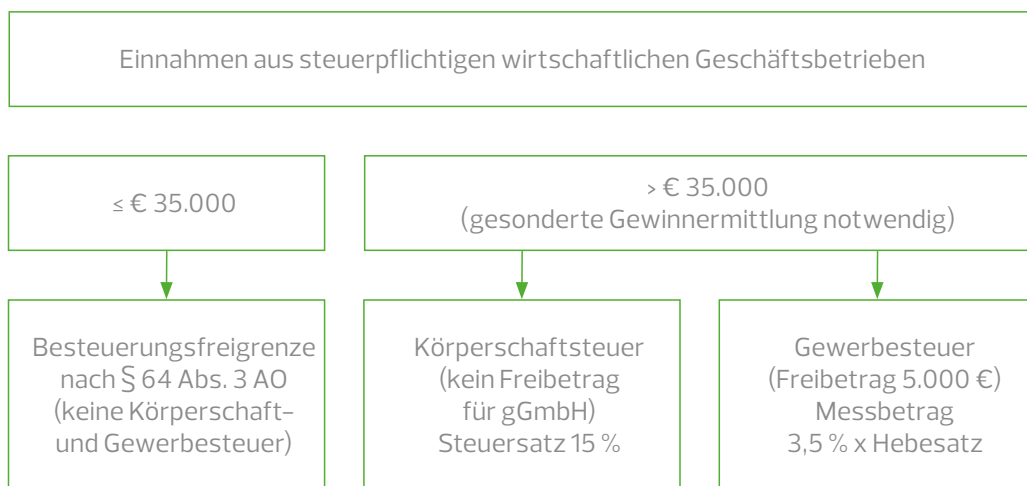 Einnahmen aus steuerpflichtigen wirtschaftlichen Geschäftsbetrieben
≤ € 35.000
> € 35.000
(gesonderte Gewinnermittlung notwendig)
Besteuerungsfreigrenze
nach § 64 Abs. 3 AO
(keine Körperschaft-
und Gewerbesteuer)
Körperschaftsteuer
(kein Freibetrag
für gGmbH)
Steuersatz 15 %
Gewerbesteuer
(Freibetrag 5.000 €)
Messbetrag
3,5 % x Hebesatz